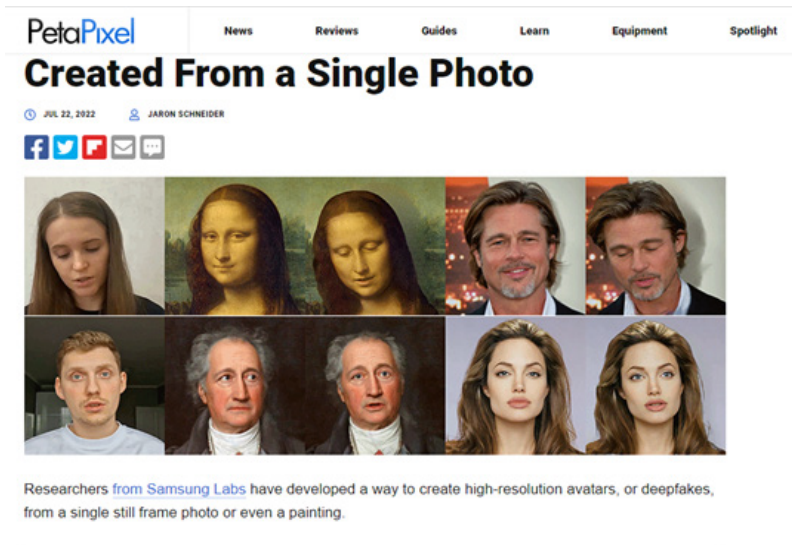 PetaPixel News Reviews Guides Learn Equipment Spotlight
Created From a Single Photo
JUL 22, 2022 JARON SCHNEIDER
Researchers from Samsung Labs have developed a way to create high-resolution avatars, or deepfakes,
from a single still frame photo or even a painting.